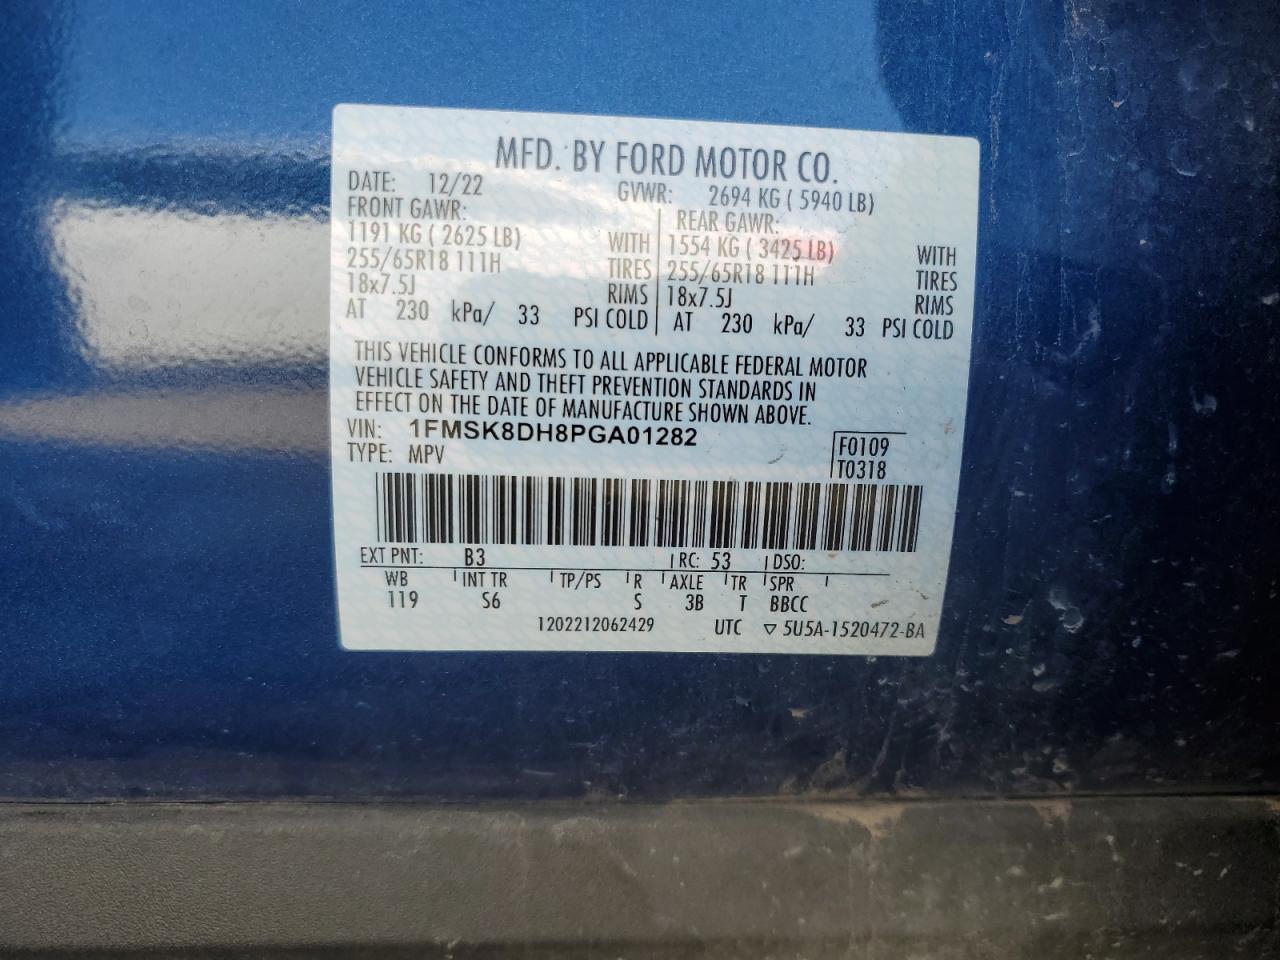 MFD. BY FORD MOTOR CO.
DATE: 12/22 GVWR: 2694 KG ( 5940 LB)
FRONT GAWR: REAR GAWR:
1191 KG ( 2625 LB) WITH 1554 KG ( 3425 LB) WITH
255/65R18 111H TIRES 255/65R18 111H TIRES
18x7.5J RIMS 18x7.5J RIMS
AT 230 kPa/ 33 PSI COLD AT 230 kPa/ 33 PSI COLD
THIS VEHICLE CONFORMS TO ALL APPLICABLE FEDERAL MOTOR
VEHICLE SAFETY AND THEFT PREVENTION STANDARDS IN
EFFECT ON THE DATE OF MANUFACTURE SHOWN ABOVE.
VIN: 1FMSK8DH8PGA01282 F0109
TYPE: MPV T0318
EXT PNT: B3 RC: 53 DSO:
WB INT TR TP/PS R AXLE TR SPR
119 S6 S 3B T BBCC
1202212062429 UTC ▽ 5U5A-1520472-BA